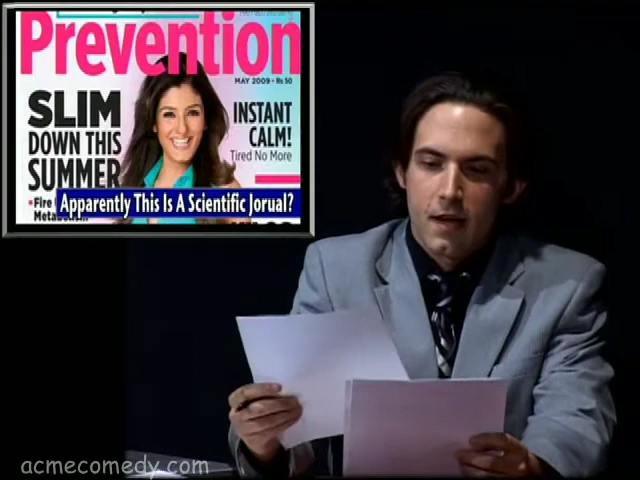 Prevention
MAY 2009 • Rs 50
SLIM
DOWN THIS
SUMMER
INSTANT
CALM!
Tired No More
•Fire
Apparently This Is A Scientific Jorual?
acmecomedy.com